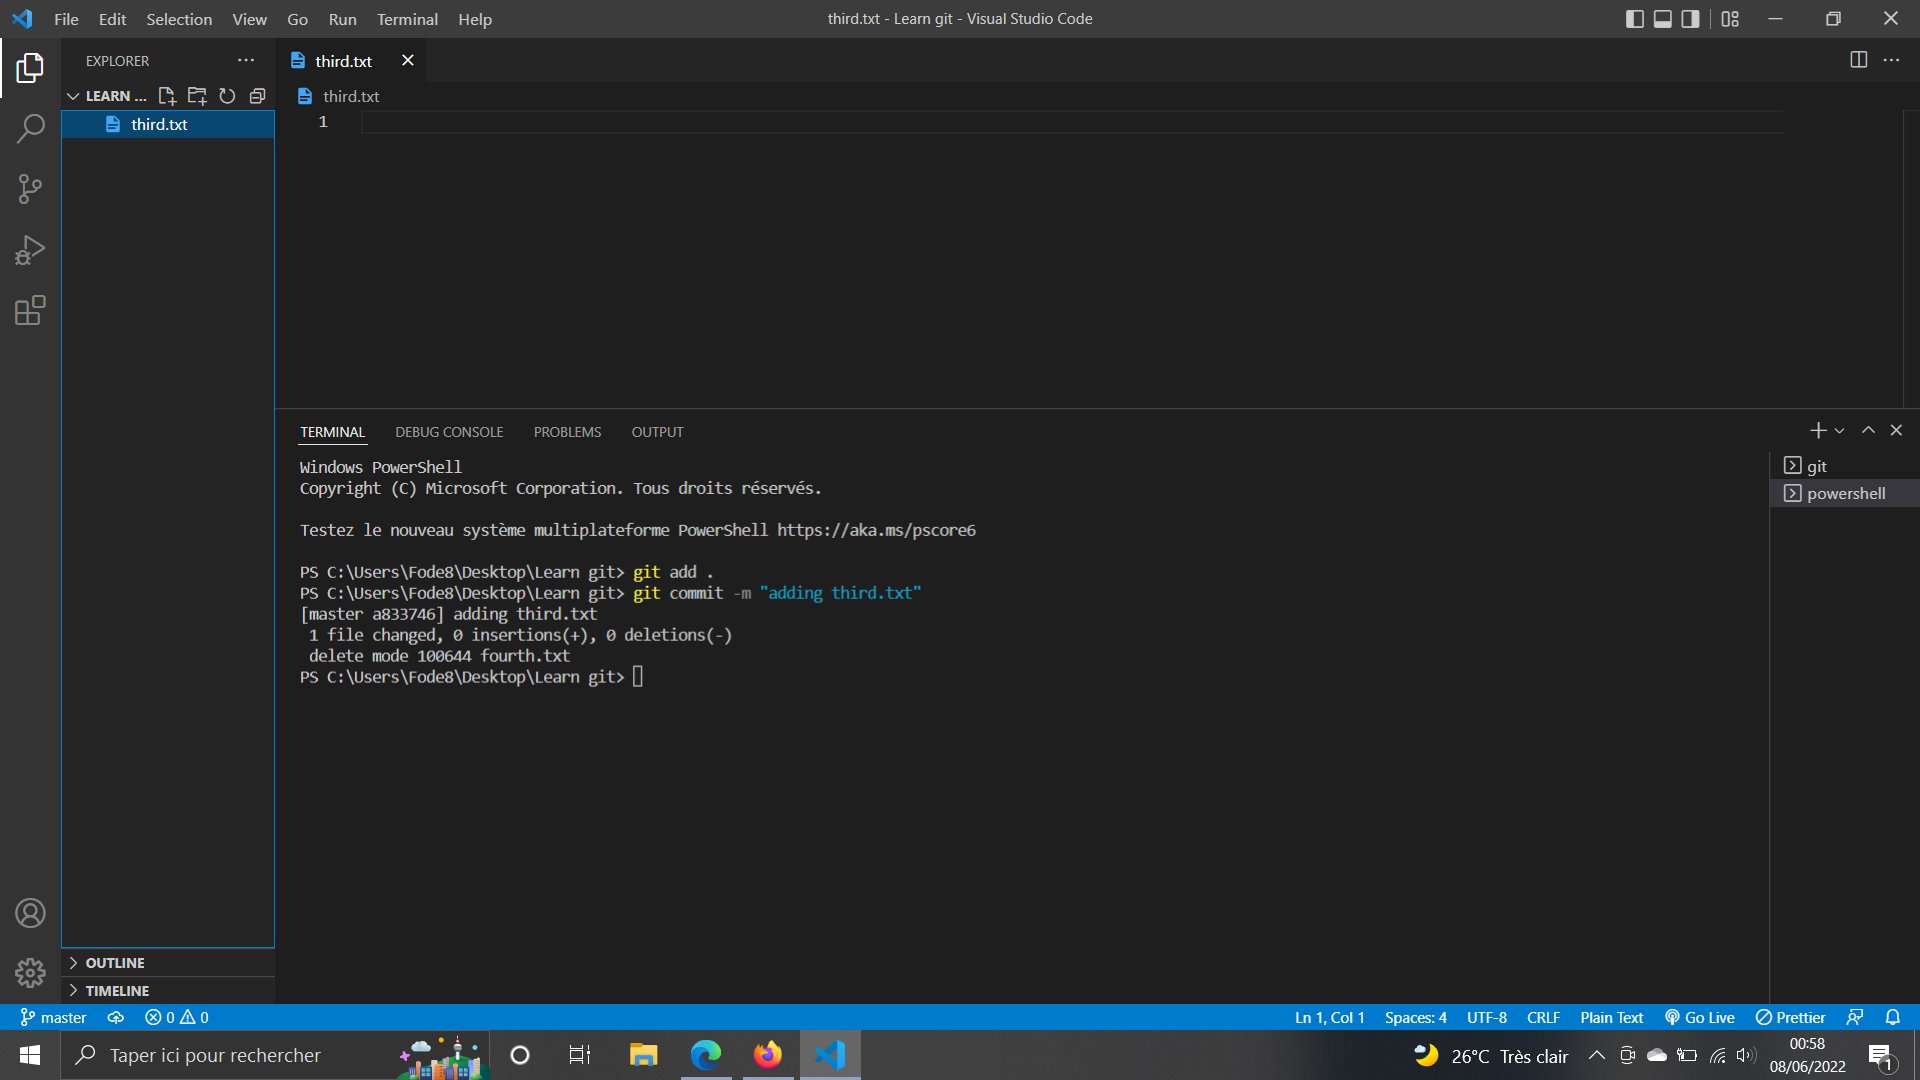 File Edit Selection View Go Run Terminal Help
third.txt - Learn git - Visual Studio Code
EXPLORER
LEARN ...
third.txt
third.txt
third.txt
1
TERMINAL DEBUG CONSOLE PROBLEMS OUTPUT
Windows PowerShell
Copyright (C) Microsoft Corporation. Tous droits réservés.
Testez le nouveau système multiplateforme PowerShell https://aka.ms/pscore6
PS C:\Users\Fode8\Desktop\Learn git> git add .
PS C:\Users\Fode8\Desktop\Learn git> git commit -m "adding third.txt"
[master a833746] adding third.txt
1 file changed, 0 insertions(+), 0 deletions(-)
delete mode 100644 fourth.txt
PS C:\Users\Fode8\Desktop\Learn git>
git
powershell
OUTLINE
TIMELINE
master 0 0 Ln 1, Col 1 Spaces: 4 UTF-8 CRLF Plain Text Go Live Prettier
Taper ici pour rechercher
26°C Très clair
00:58
08/06/2022
1